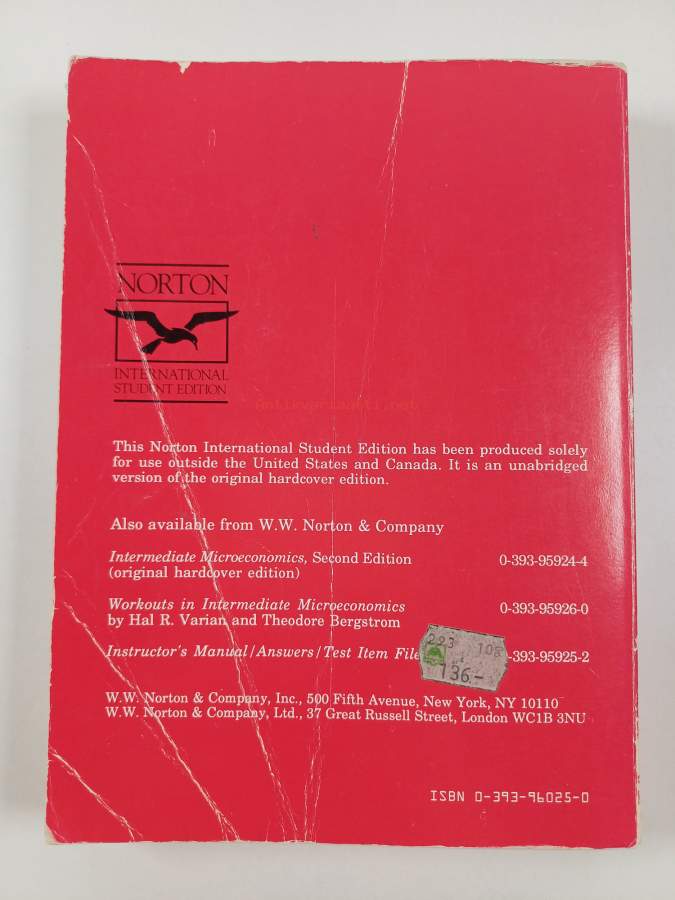 NORTON
INTERNATIONAL
STUDENT EDITION
Antikvariaatti.net
This Norton International Student Edition has been produced solely
for use outside the United States and Canada. It is an unabridged
version of the original hardcover edition.
Also available from W.W. Norton & Company
Intermediate Microeconomics, Second Edition 0-393-95924-4
(original hardcover edition)
Workouts in Intermediate Microeconomics 0-393-95926-0
by Hal R. Varian and Theodore Bergstrom
Instructor's Manual/Answers/Test Item File -393-95925-2
223 108
136.-
W.W. Norton & Company, Inc., 500 Fifth Avenue, New York, NY 10110
W.W. Norton & Company, Ltd., 37 Great Russell Street, London WC1B 3NU
ISBN 0-393-96025-0